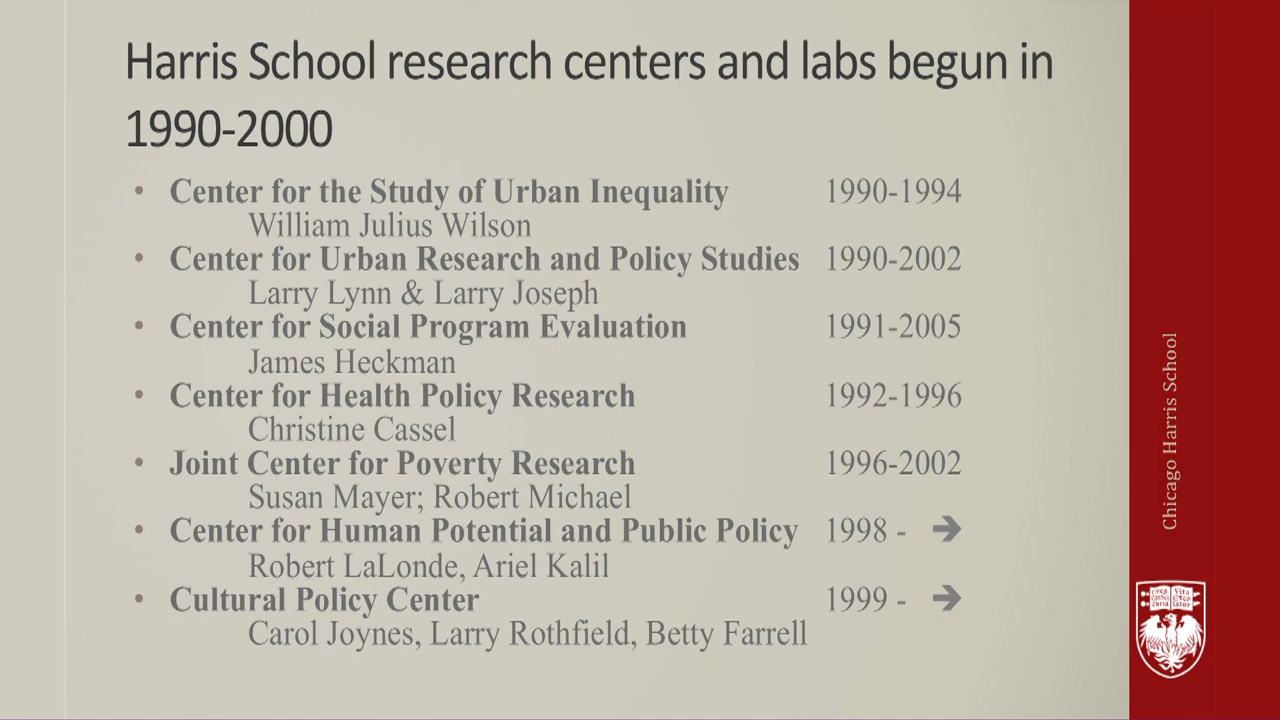 Harris School research centers and labs begun in
1990-2000
• Center for the Study of Urban Inequality 1990-1994
William Julius Wilson
• Center for Urban Research and Policy Studies 1990-2002
Larry Lynn & Larry Joseph
• Center for Social Program Evaluation 1991-2005
James Heckman
• Center for Health Policy Research 1992-1996
Christine Cassel
• Joint Center for Poverty Research 1996-2002
Susan Mayer; Robert Michael
• Center for Human Potential and Public Policy 1998 - ➔
Robert LaLonde, Ariel Kalil
• Cultural Policy Center 1999 - ➔
Carol Joynes, Larry Rothfield, Betty Farrell
Chicago Harris School